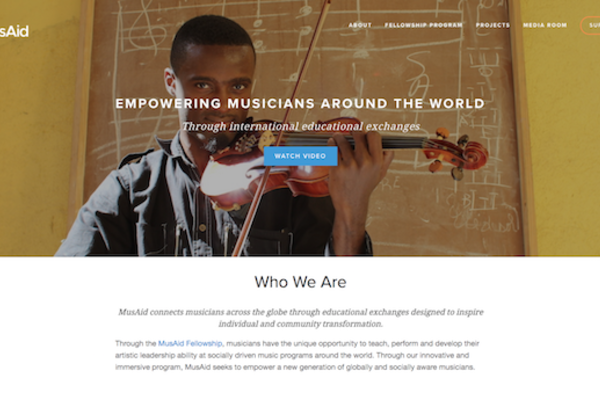 sAid
ABOUT FELLOWSHIP PROGRAM PROJECTS MEDIA ROOM SU
EMPOWERING MUSICIANS AROUND THE WORLD
Through international educational exchanges
WATCH VIDEO
Who We Are
MusAid connects musicians across the globe through educational exchanges designed to inspire
individual and community transformation.
Through the MusAid Fellowship, musicians have the unique opportunity to teach, perform and develop their
artistic leadership ability at socially driven music programs around the world. Through our innovative and
immersive program, MusAid seeks to empower a new generation of globally and socially aware musicians.